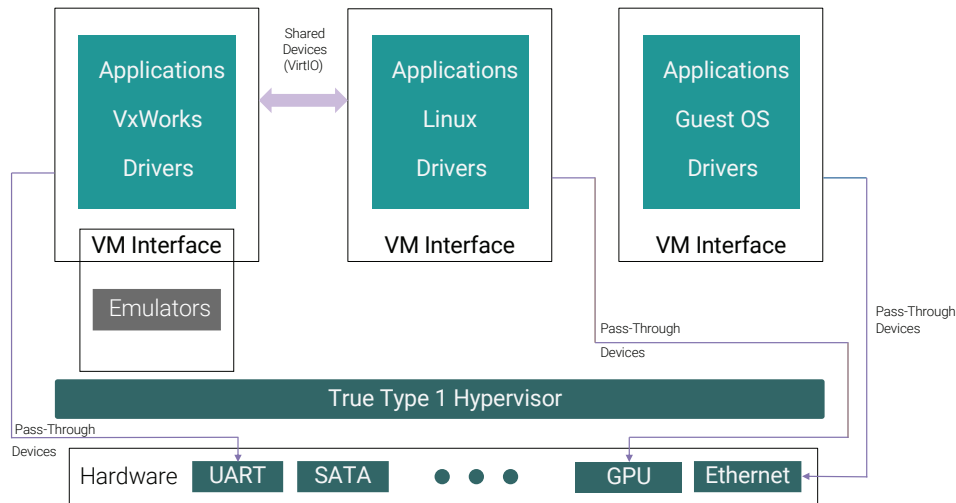 Shared
Devices
(VirtIO)
Applications
VxWorks
Drivers
VM Interface
Emulators
Applications
Linux
Drivers
VM Interface
Applications
Guest OS
Drivers
VM Interface
Pass-Through
Devices
Pass-Through
Devices
True Type 1 Hypervisor
Pass-Through
Devices
Hardware
UART
SATA
GPU
Ethernet